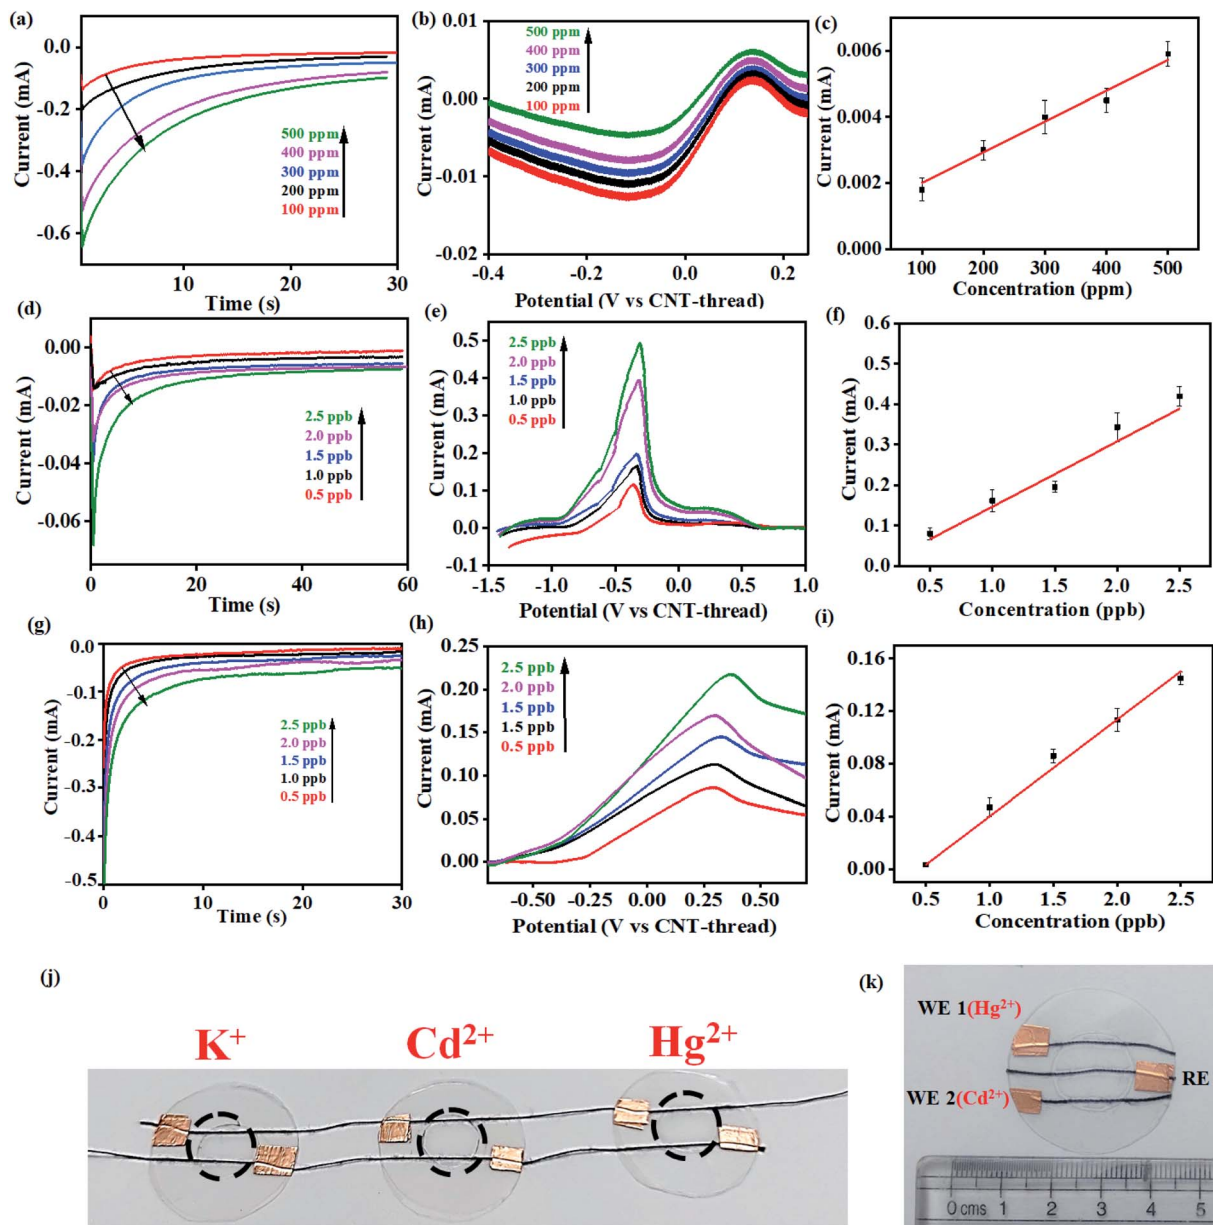 (a)
0.0
-0.2
-0.4
-0.6
Current (mA)
500 ppm
400 ppm
300 ppm
200 ppm
100 ppm
10
20
30
Time (s)
(b)
0.01
0.00
-0.01
-0.02
Current (mA)
500 ppm
400 ppm
300 ppm
200 ppm
100 ppm
-0.4
-0.2
0.0
0.2
Potential (V vs CNT-thread)
(c)
0.006
0.004
0.002
0.000
Current (mA)
100
200
300
400
500
Concentration (ppm)
(d)
0.00
-0.02
-0.04
-0.06
Current (mA)
2.5 ppb
2.0 ppb
1.5 ppb
1.0 ppb
0.5 ppb
0
20
40
60
Time (s)
(e)
0.5
0.4
0.3
0.2
0.1
0.0
-0.1
Current (mA)
2.5 ppb
2.0 ppb
1.5 ppb
1.0 ppb
0.5 ppb
-1.5
-1.0
-0.5
0.0
0.5
1.0
Potential (V vs CNT-thread)
(f)
0.6
0.4
0.3
0.2
0.1
0.0
Current (mA)
0.5
1.0
1.5
2.0
2.5
Concentration (ppb)
(g)
0.0
-0.1
-0.2
-0.3
-0.4
-0.5
Current (mA)
2.5 ppb
2.0 ppb
1.5 ppb
1.0 ppb
0.5 ppb
0
10
20
30
Time (s)
(h)
0.25
0.20
0.15
0.10
0.05
0.00
Current (mA)
2.5 ppb
2.0 ppb
1.5 ppb
1.5 ppb
0.5 ppb
-0.50
-0.25
0.00
0.25
0.50
Potential (V vs CNT-thread)
(i)
0.16
0.12
0.08
0.04
0.00
Current (mA)
0.5
1.0
1.5
2.0
2.5
Concentration (ppb)
(j)
K⁺
Cd²⁺
Hg²⁺
(k)
WE 1(Hg²⁺)
RE
WE 2(Cd²⁺)
0 cms 1 2 3 4 5